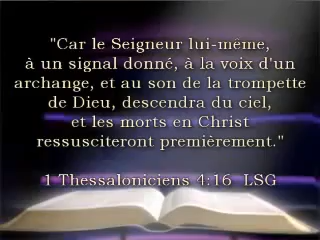 "Car le Seigneur lui-même,
à un signal donné, à la voix d'un
archange, et au son de la trompette
de Dieu, descendra du ciel,
et les morts en Christ
ressusciteront premièrement."
1 Thessaloniciens 4:16 LSG